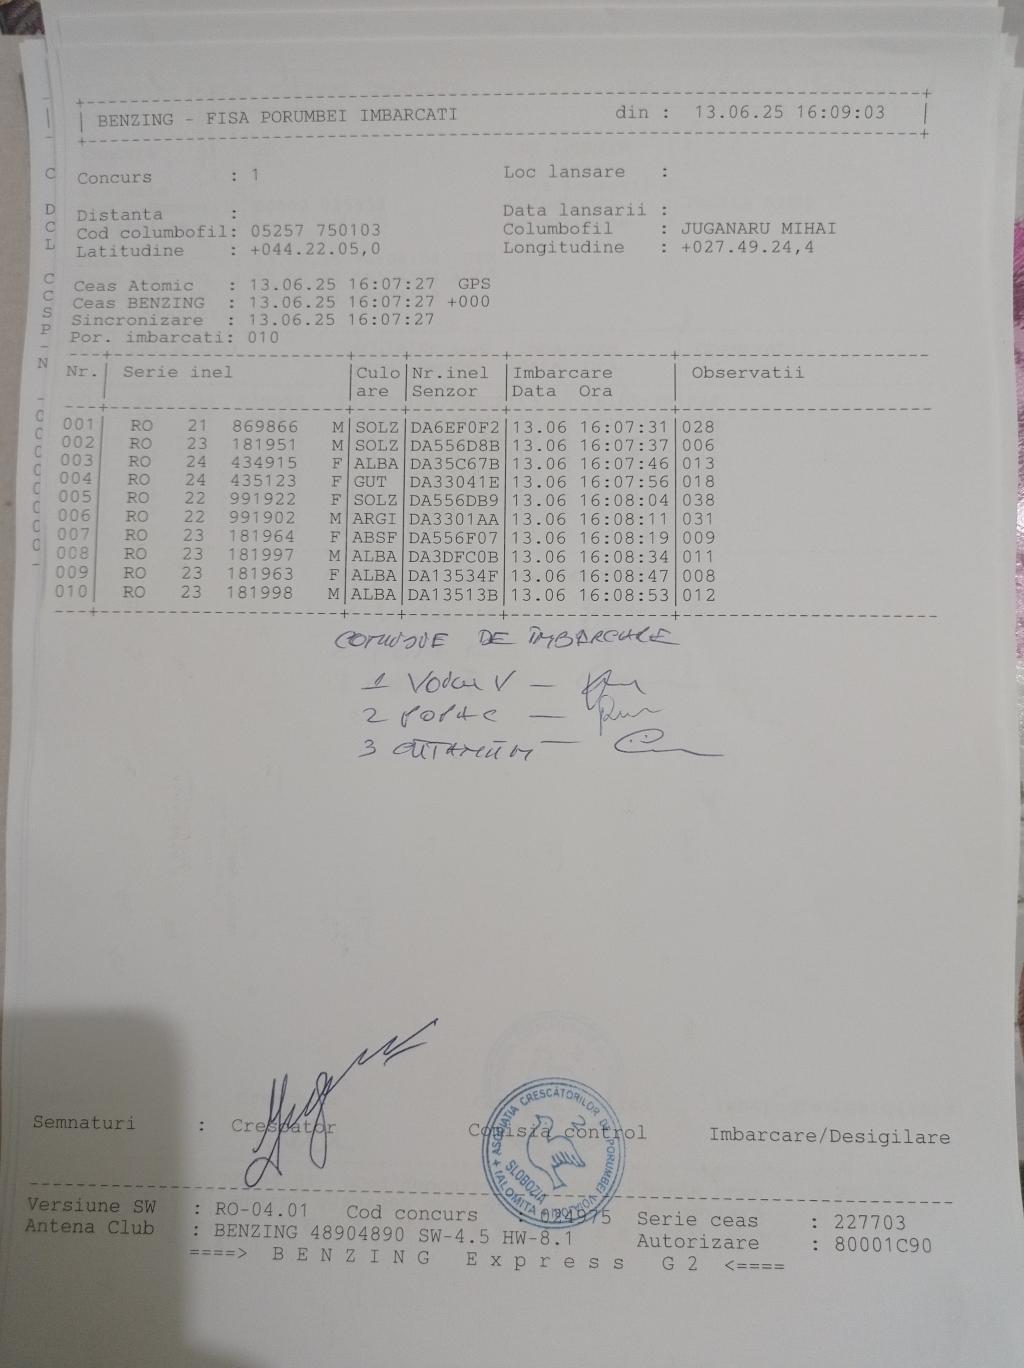 BENZING - FISA PORUMBEI IMBARCATI din : 13.06.25 16:09:03
Concurs : 1 Loc lansare :
Distanta : Data lansarii :
Cod columbofil: 05257 750103 Columbofil : JUGANARU MIHAI
Latitudine : +044.22.05,0 Longitudine : +027.49.24,4
Ceas Atomic : 13.06.25 16:07:27 GPS
Ceas BENZING : 13.06.25 16:07:27 +000
Sincronizare : 13.06.25 16:07:27
Por. imbarcati: 010
Nr. Serie inel Culo Nr.inel Imbarcare Observatii
are Senzor Data Ora
001 RO 21 869866 M SOLZ DA6EF0F2 13.06 16:07:31 028
002 RO 23 181951 M SOLZ DA556D8B 13.06 16:07:37 006
003 RO 24 434915 F ALBA DA35C67B 13.06 16:07:46 013
004 RO 24 435123 F GUT DA33041E 13.06 16:07:56 018
005 RO 22 991922 F SOLZ DA556DB9 13.06 16:08:04 038
006 RO 22 991902 M ARGI DA3301AA 13.06 16:08:11 031
007 RO 23 181964 F ABSF DA556F07 13.06 16:08:19 009
008 RO 23 181997 M ALBA DA3DFC0B 13.06 16:08:34 011
009 RO 23 181963 F ALBA DA13534F 13.06 16:08:47 008
010 RO 23 181998 M ALBA DA13513B 13.06 16:08:53 012
DE ÎMBARCARE
1 V –
2 –
3 –
Semnaturi : Crescator Comisia control Imbarcare/Desigilare
ASOCIAȚIA CRESCĂTORILOR DE PORUMBEI VOIAJORI
IALOMIȚA
SLOBOZIA
Versiune SW : RO-04.01 Cod concurs : 024975 Serie ceas : 227703
Antena Club : BENZING 48904890 SW-4.5 HW-8.1 Autorizare : 80001C90
====> B E N Z I N G E x p r e s s G 2 <====